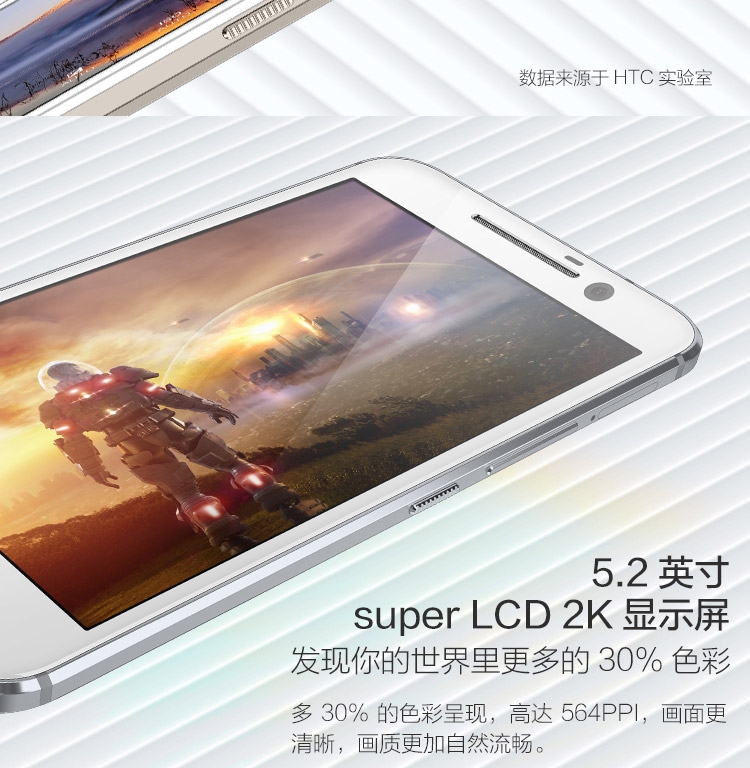 数据来源于 HTC 实验室
5.2 英寸
super LCD 2K 显示屏
发现你的世界里更多的 30% 色彩
多 30% 的色彩呈现，高达 564PPI，画面更
清晰，画质更加自然流畅。